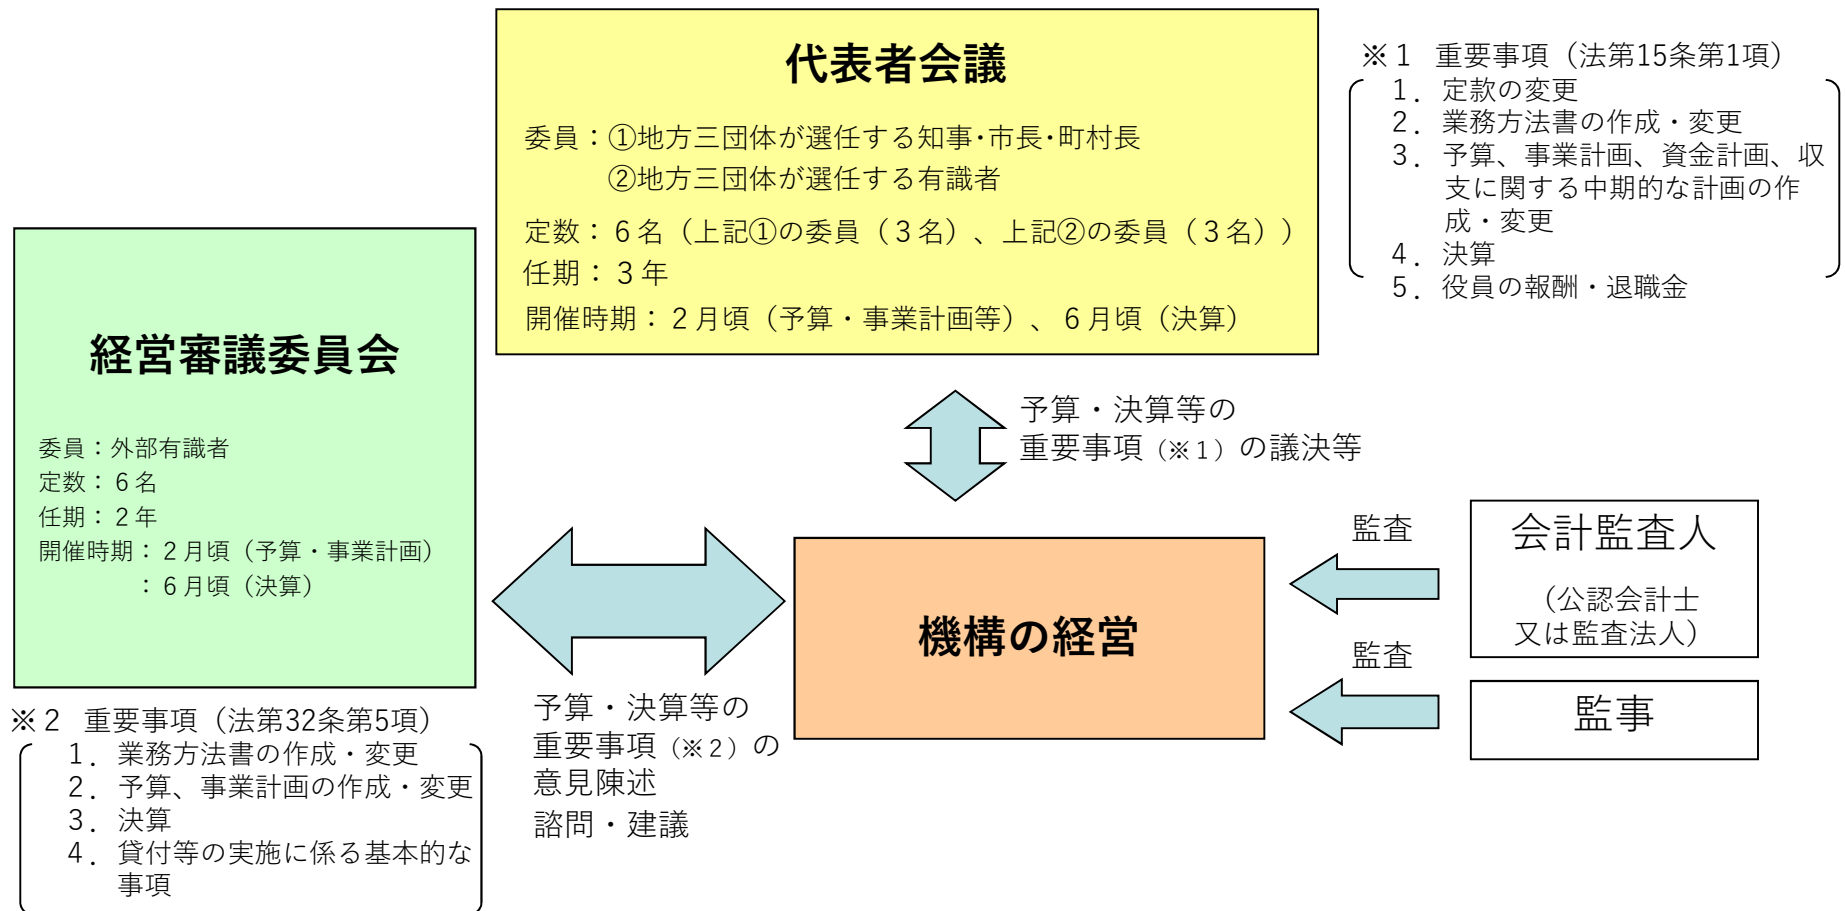 代表者会議
委員：①地方三団体が選任する知事･市長･町村長
②地方三団体が選任する有識者
定数：６名（上記①の委員（３名）、上記②の委員（３名））
任期：３年
開催時期：２月頃（予算・事業計画等）、６月頃（決算）
※１　重要事項（法第15条第1項）
１．定款の変更
２．業務方法書の作成・変更
３．予算、事業計画、資金計画、収
支に関する中期的な計画の作
成・変更
４．決算
５．役員の報酬・退職金
経営審議委員会
委員：外部有識者
定数：６名
任期：２年
開催時期：２月頃（予算・事業計画）
：６月頃（決算）
予算・決算等の
重要事項（※１）の議決等
機構の経営
監査
会計監査人
（公認会計士
又は監査法人）
監査
監事
予算・決算等の
重要事項（※２）の
意見陳述
諮問・建議
※２　重要事項（法第32条第5項）
１．業務方法書の作成・変更
２．予算、事業計画の作成・変更
３．決算
４．貸付等の実施に係る基本的な
事項